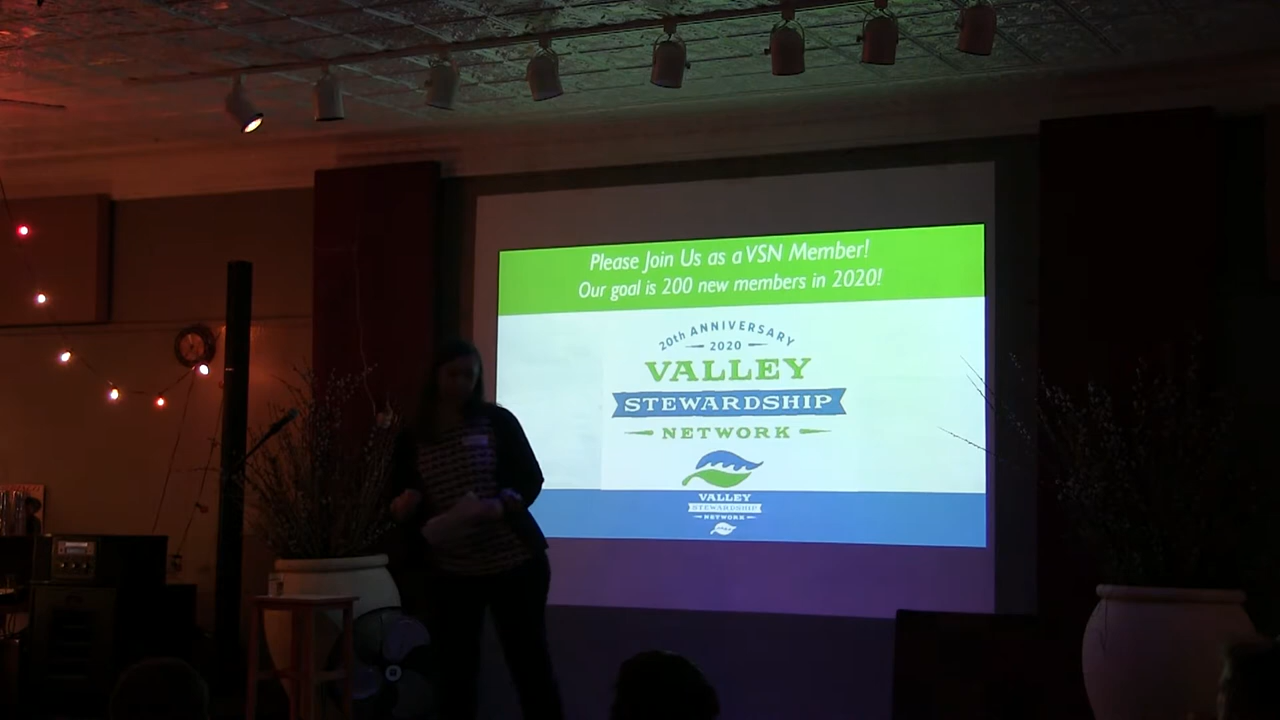 Please Join Us as a VSN Member!
Our goal is 200 new members in 2020!
20th ANNIVERSARY
2020
VALLEY
STEWARDSHIP
NETWORK
VALLEY
STEWARDSHIP
NETWORK